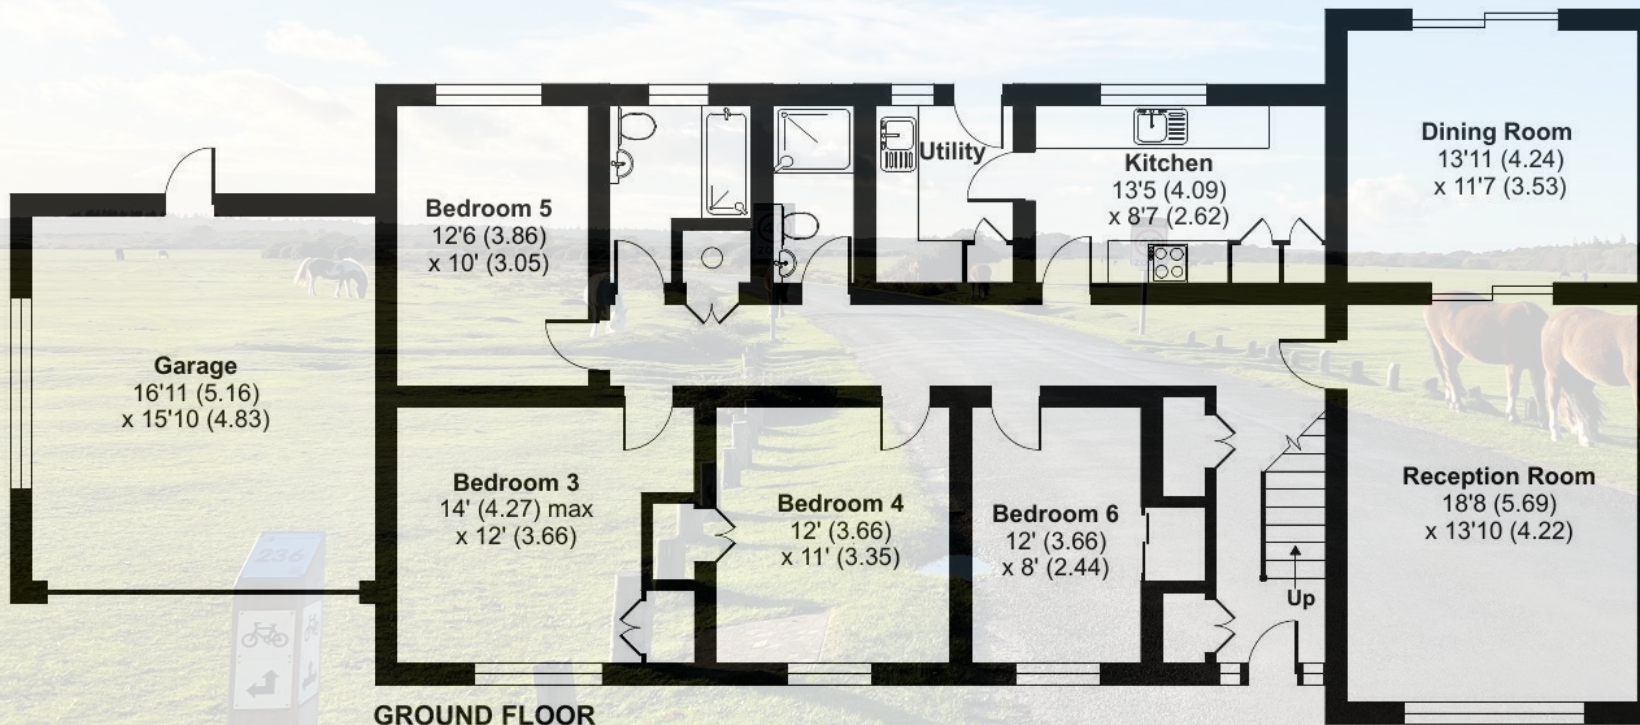 Dining Room
13'11 (4.24)
x 11'7 (3.53)
Utility
Kitchen
13'5 (4.09)
x 8'7 (2.62)
Bedroom 5
12'6 (3.86)
x 10' (3.05)
Garage
16'11 (5.16)
x 15'10 (4.83)
Bedroom 3
14' (4.27) max
x 12' (3.66)
Bedroom 4
12' (3.66)
x 11' (3.35)
Bedroom 6
12' (3.66)
x 8' (2.44)
Reception Room
18'8 (5.69)
x 13'10 (4.22)
Up
236
GROUND FLOOR